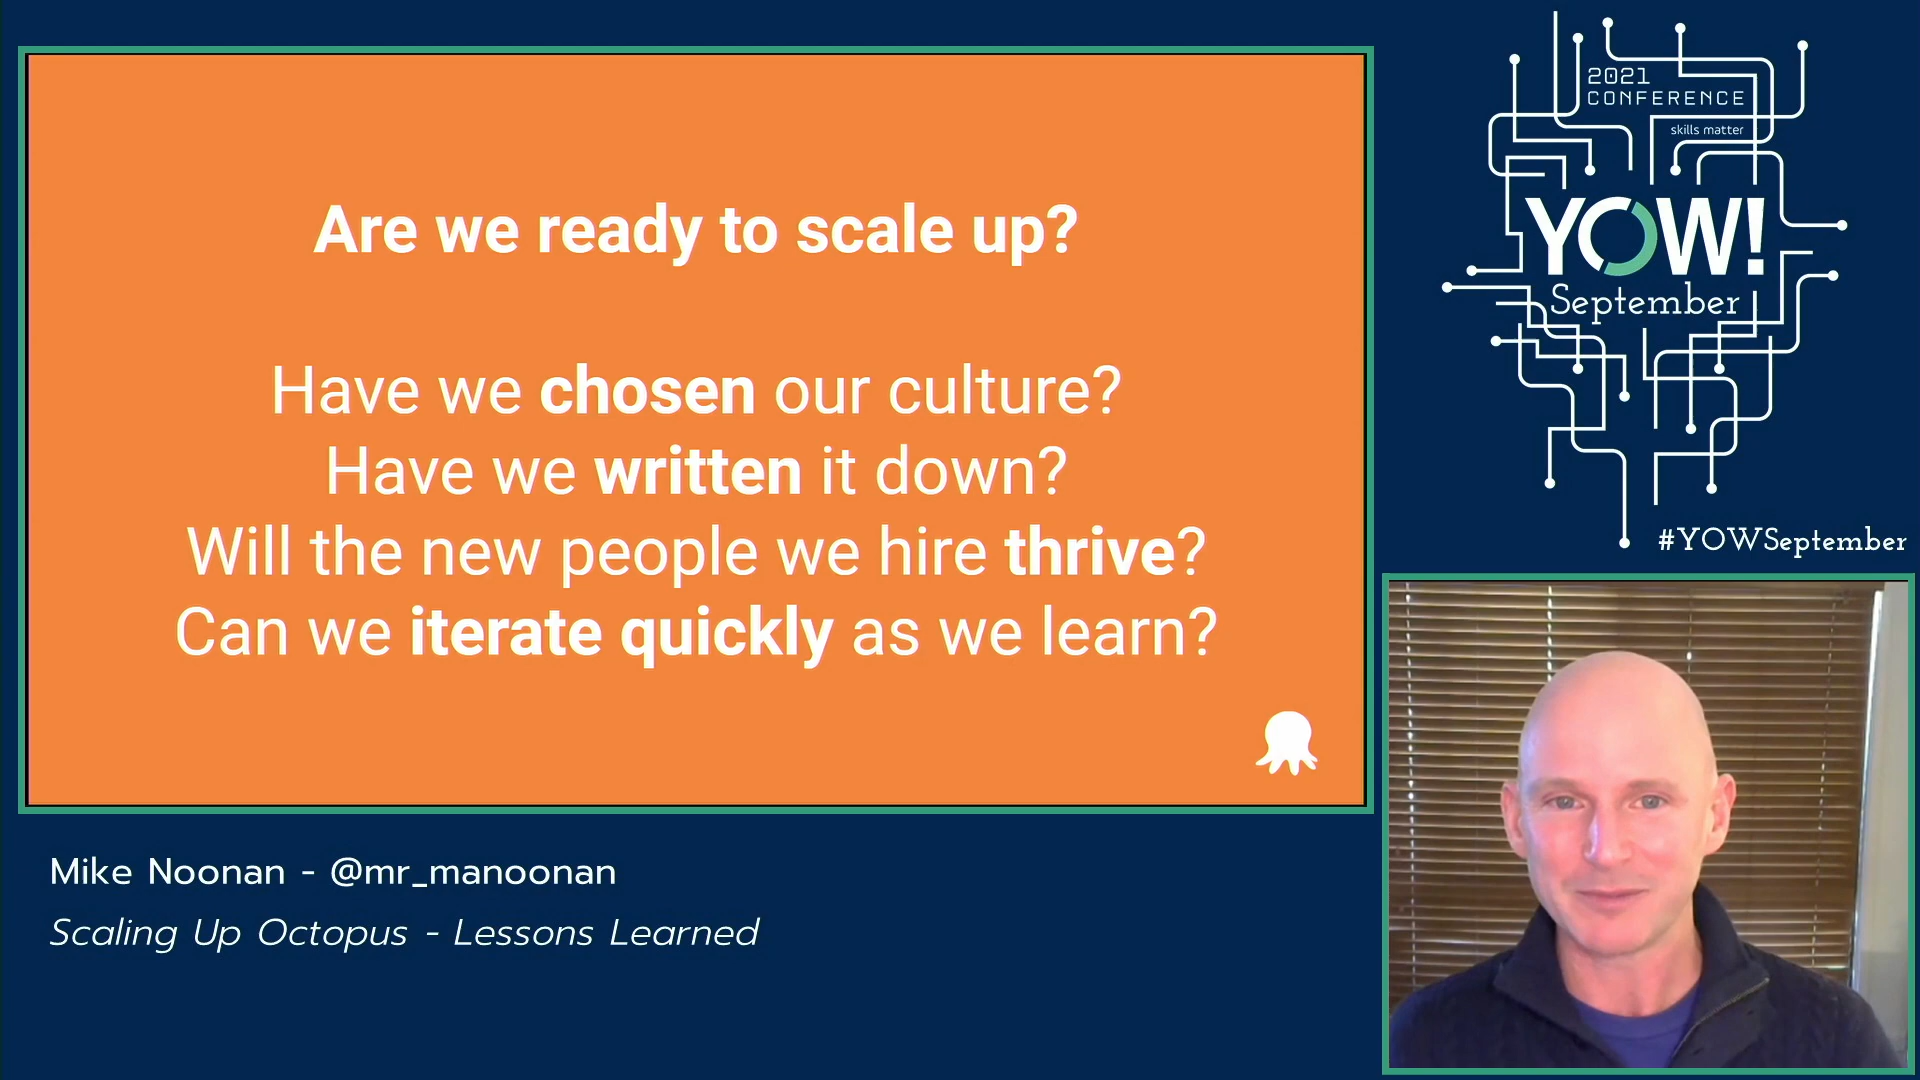 Are we ready to scale up?
Have we chosen our culture?
Have we written it down?
Will the new people we hire thrive?
Can we iterate quickly as we learn?
Mike Noonan - @mr_manoonan
Scaling Up Octopus - Lessons Learned
2021
CONFERENCE
skills matter
YOW!
September
#YOWSeptember